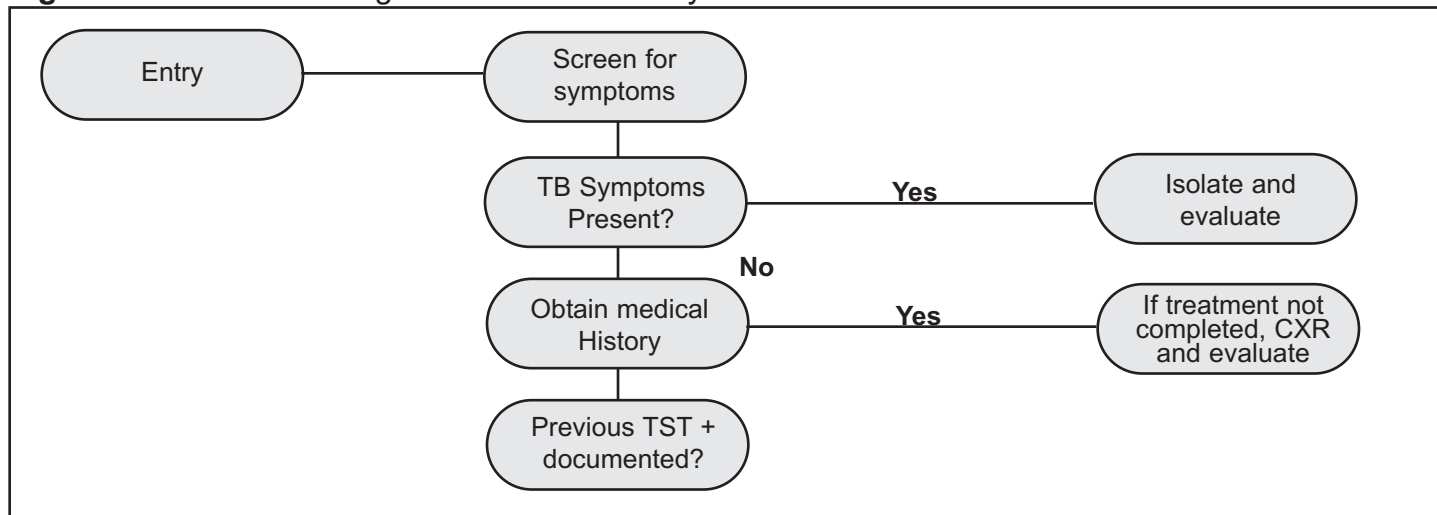 Entry
Screen for
symptoms
TB Symptoms
Present?
Yes
Isolate and
evaluate
No
Obtain medical
History
Yes
If treatment not
completed, CXR
and evaluate
Previous TST +
documented?